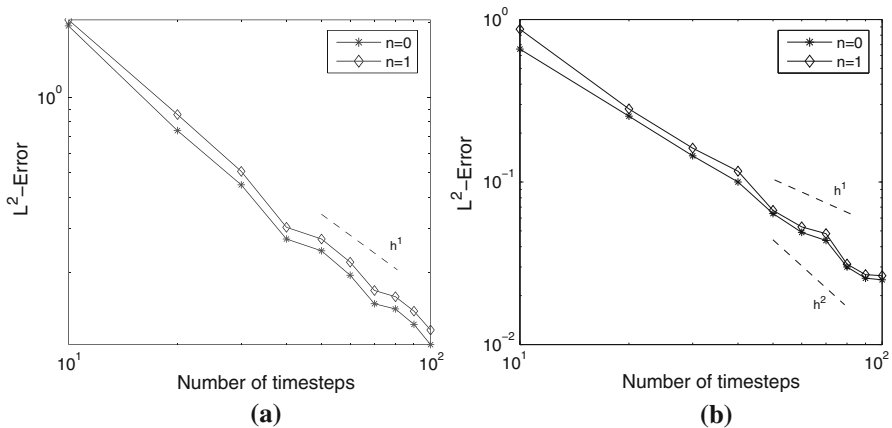 n=0
n=1
10^0
L^2-Error
h^1
10^1
10^2
Number of timesteps
(a)
10^0
n=0
n=1
10^-1
L^2-Error
h^1
h^2
10^-2
10^1
10^2
Number of timesteps
(b)